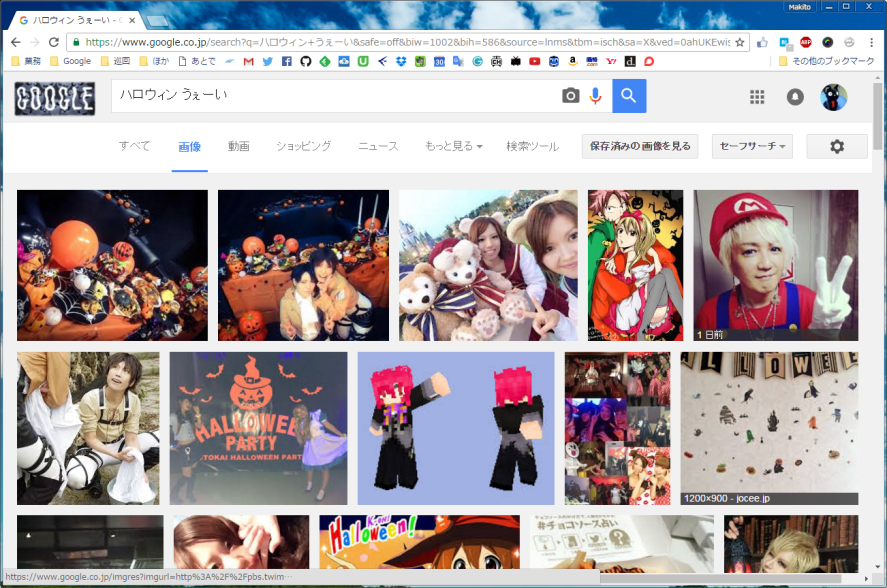 Makito
ハロウィン うぇーい - G
https://www.google.co.jp/search?q=ハロウィン+うぇーい&safe=off&biw=1002&bih=586&source=lnms&tbm=isch&sa=X&ved=0ahUKEwis
業務 Google 巡回 ほか あとで その他のブックマーク
GOOGLE ハロウィン うぇーい
すべて 画像 動画 ショッピング ニュース もっと見る 検索ツール 保存済みの画像を見る セーフサーチ
1 日前
HALLOWEEN
PARTY
TOKAI HALLOWEEN PART
LLOWEEN
1200×900 - jocee.jp
Halloween!
#チョコソース占い
https://www.google.co.jp/imgres?imgurl=http%3A%2F%2Fpbs.twim…